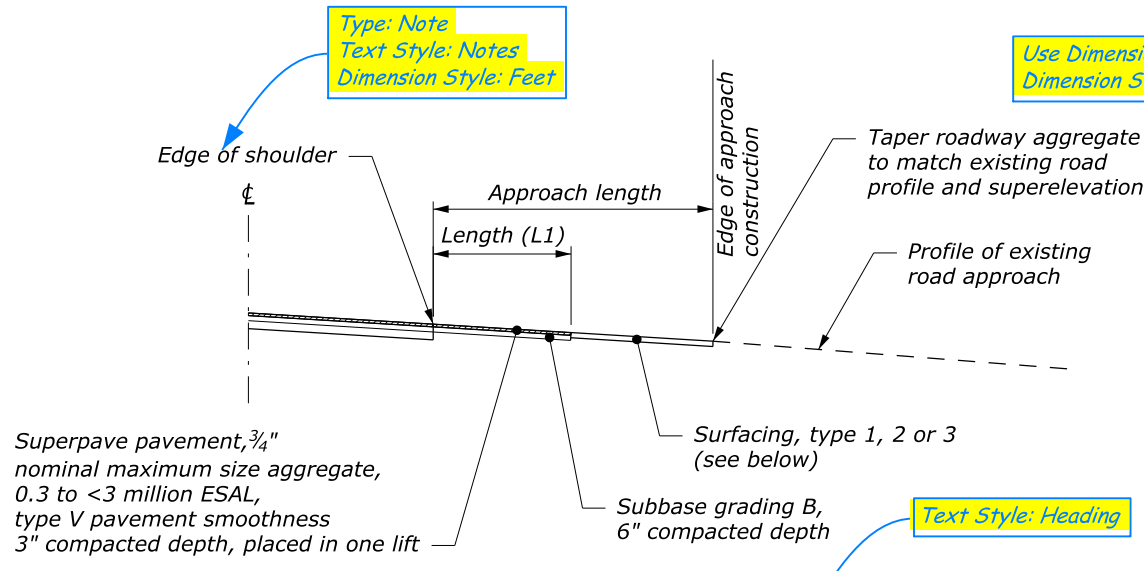 Type: Note
Text Style: Notes
Dimension Style: Feet
Use
Dimension
Edge of shoulder
℄
Approach length
Length (L1)
Edge of approach
construction
Taper roadway aggregate
to match existing road
profile and superelevation
Profile of existing
road approach
Superpave pavement,¾"
nominal maximum size aggregate,
0.3 to <3 million ESAL,
type V pavement smoothness
3" compacted depth, placed in one lift
Surfacing, type 1, 2 or 3
(see below)
Subbase grading B,
6" compacted depth
Text Style: Heading